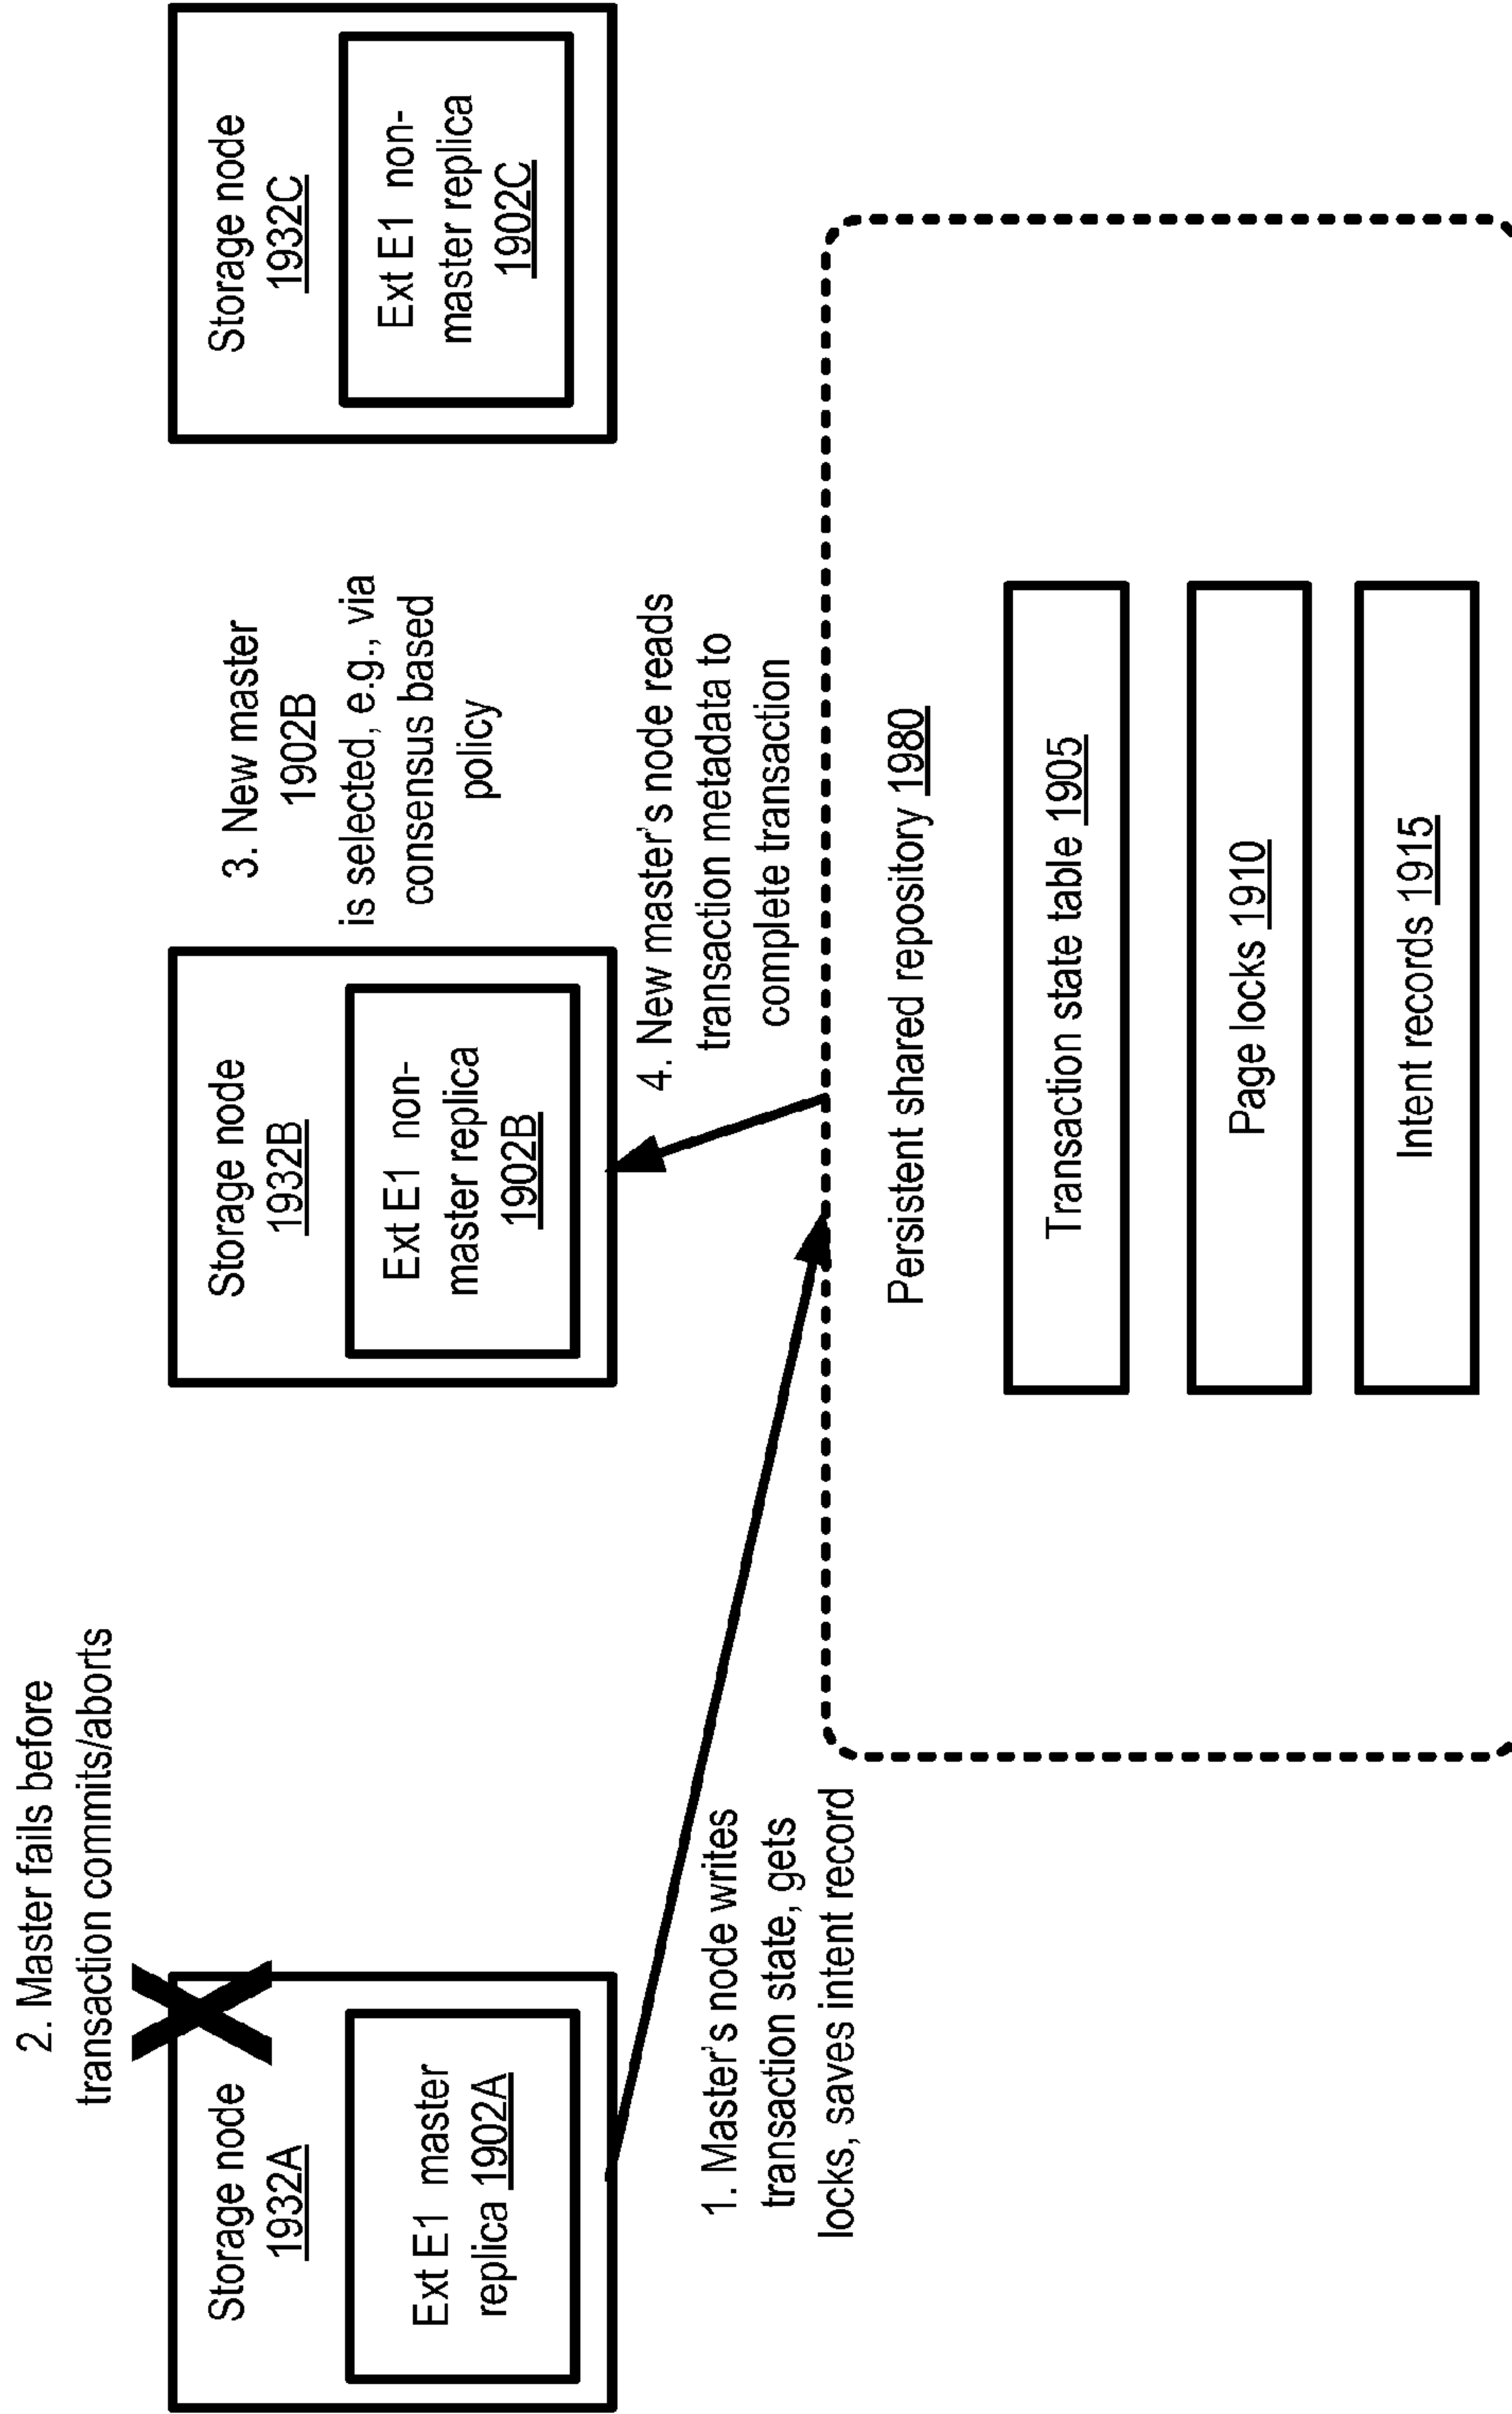 2. Master fails before
transaction commits/aborts
Storage node
1932A
Ext E1 master
replica 1902A
Storage node
1932B
Ext E1 non-
master replica
1902B
3. New master
1902B
is selected, e.g., via
consensus based
policy
Storage node
1932C
Ext E1 non-
master replica
1902C
1. Master's node writes
transaction state, gets
locks, saves intent record
4. New master's node reads
transaction metadata to
complete transaction
Persistent shared repository 1980
Transaction state table 1905
Page locks 1910
Intent records 1915